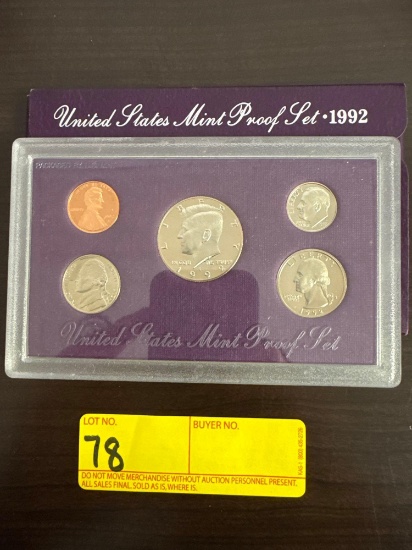 United States Mint Proof Set • 1992
LIBERTY
LIBERTY
United States Mint Proof Set
LOT NO.
BUYER NO.
78
DO NOT MOVE MERCHANDISE WITHOUT AUCTION PERSONNEL PRESENT.
ALL SALES FINAL, SOLD AS IS, WHERE IS.